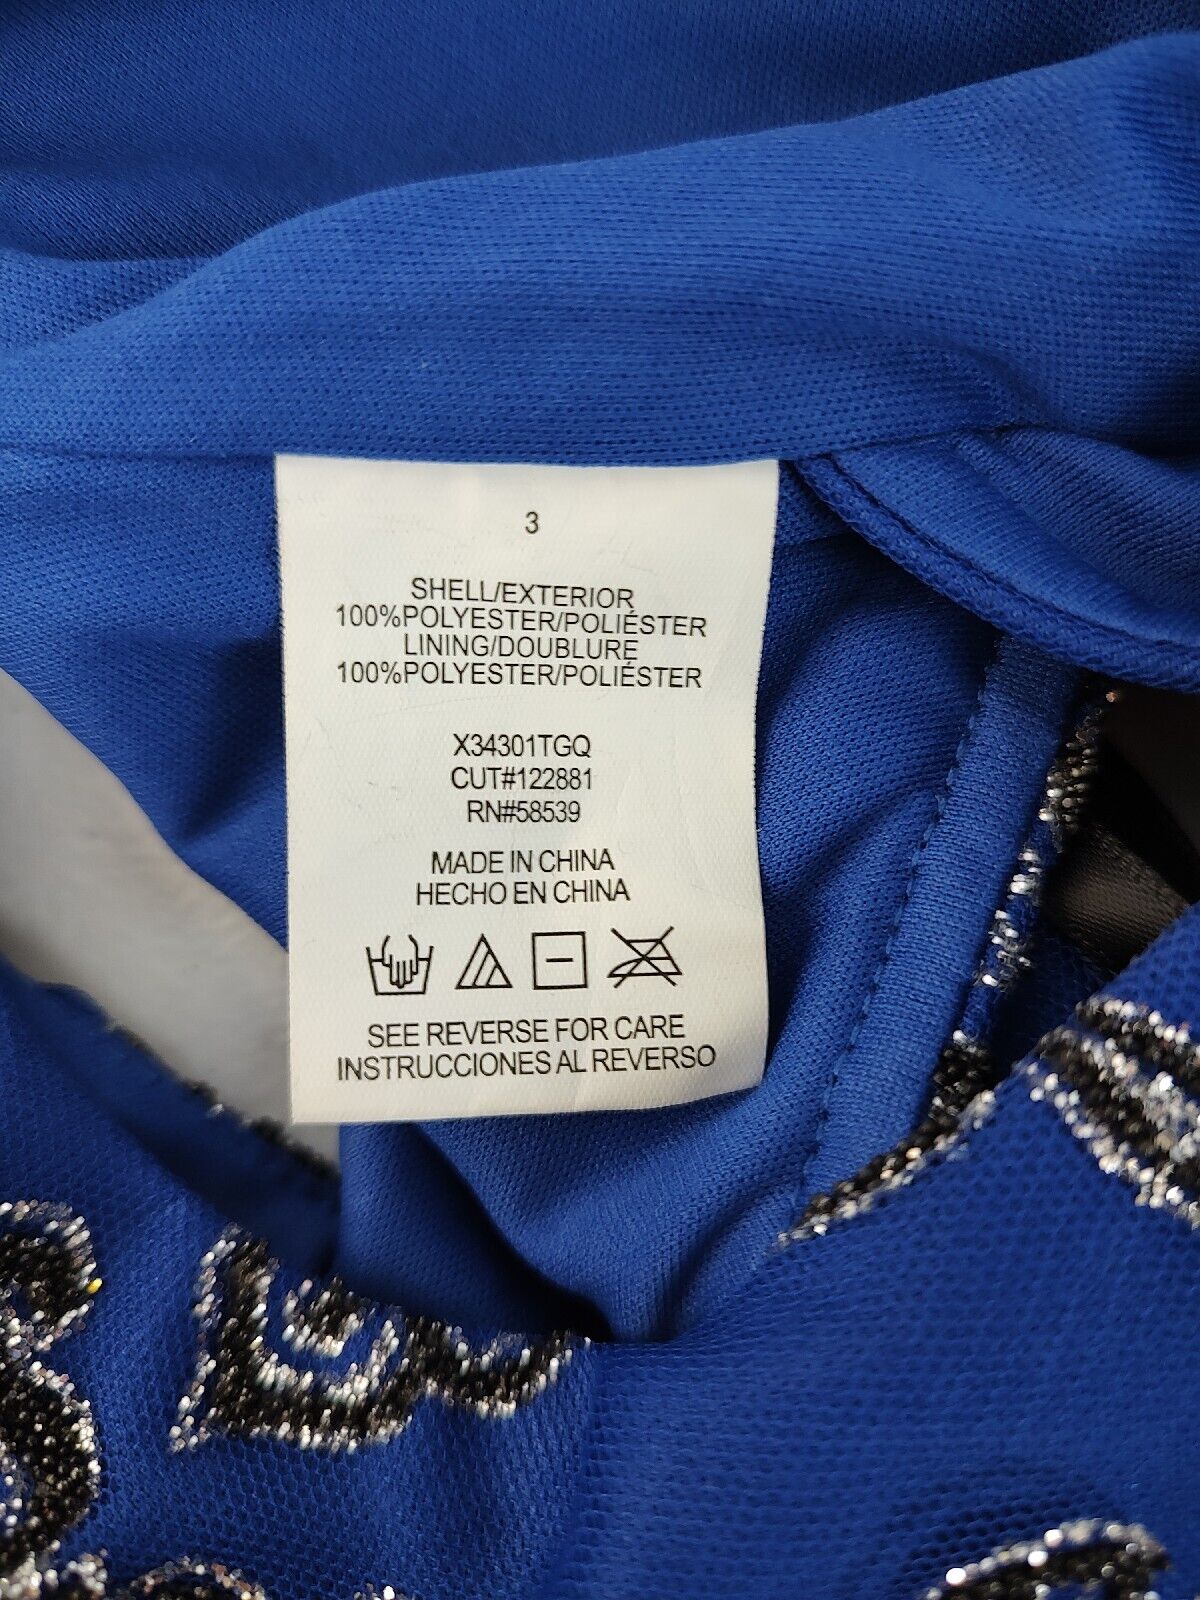 3
SHELL/EXTERIOR
100%POLYESTER/POLIÉSTER
LINING/DOUBLURE
100%POLYESTER/POLIÉSTER
X34301TGQ
CUT#122881
RN#58539
MADE IN CHINA
HECHO EN CHINA
SEE REVERSE FOR CARE
INSTRUCCIONES AL REVERSO